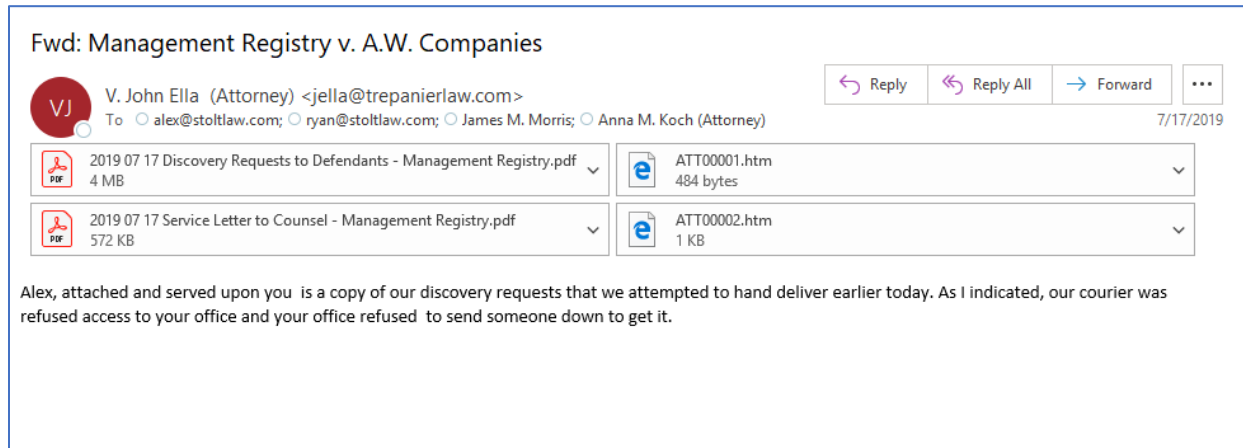 Fwd: Management Registry v. A.W. Companies
VJ
V. John Ella (Attorney) <jella@trepanierlaw.com>
Reply
Reply All
Forward
...
To alex@stoltlaw.com; ryan@stoltlaw.com; James M. Morris; Anna M. Koch (Attorney)
7/17/2019
PDF
2019 07 17 Discovery Requests to Defendants - Management Registry.pdf
4 MB
ATT00001.htm
484 bytes
PDF
2019 07 17 Service Letter to Counsel - Management Registry.pdf
572 KB
ATT00002.htm
1 KB
Alex, attached and served upon you  is a copy of our discovery requests that we attempted to hand deliver earlier today. As I indicated, our courier was
refused access to your office and your office refused  to send someone down to get it.